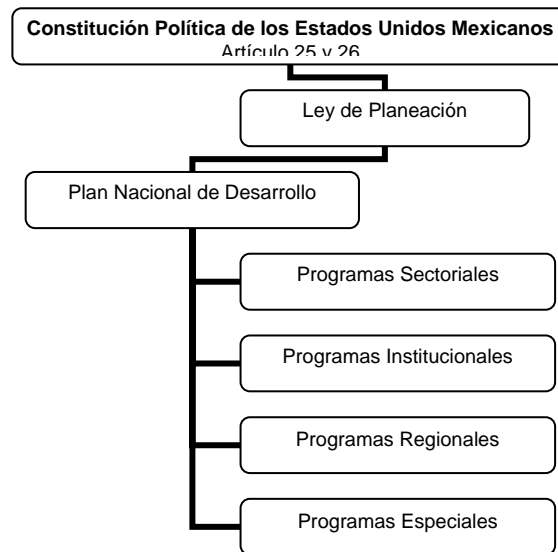 Constitución Política de los Estados Unidos Mexicanos
Artículo 25 y 26
Ley de Planeación
Plan Nacional de Desarrollo
Programas Sectoriales
Programas Institucionales
Programas Regionales
Programas Especiales